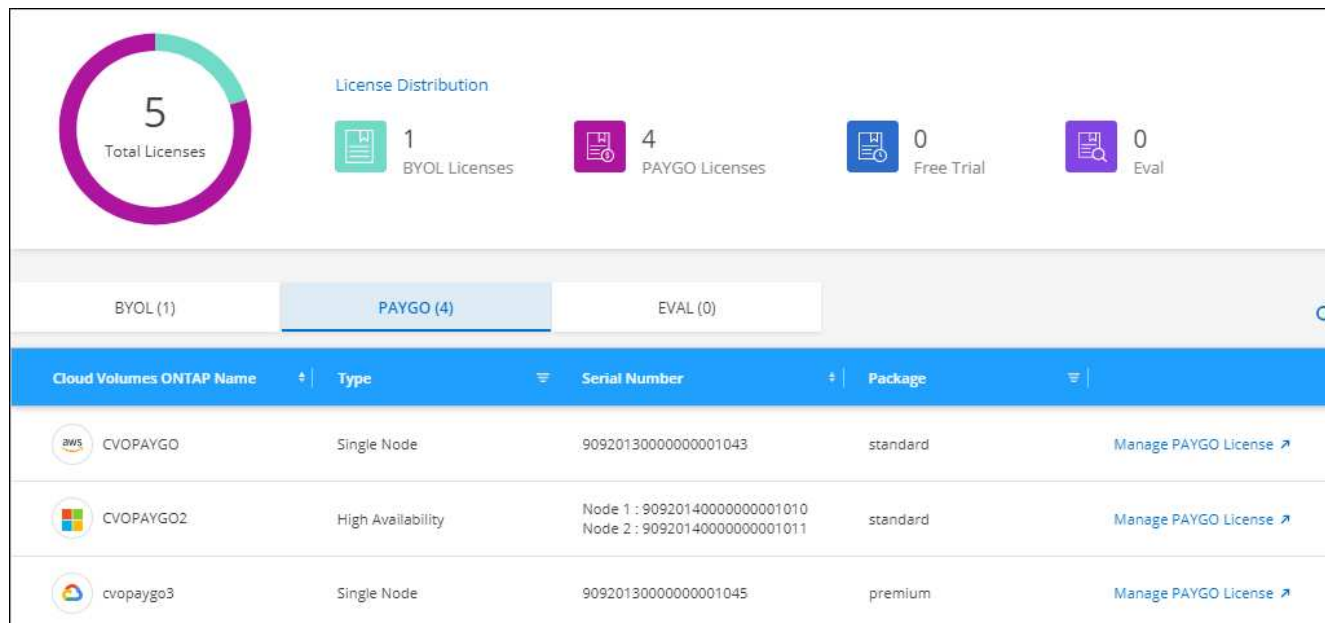 5
Total Licenses
License Distribution
1
BYOL Licenses
4
PAYGO Licenses
0
Free Trial
0
Eval
BYOL (1)
PAYGO (4)
EVAL (0)
Cloud Volumes ONTAP Name
Type
Serial Number
Package
aws
CVOPAYGO
Single Node
90920130000000001043
standard
Manage PAYGO License
CVOPAYGO2
High Availability
Node 1 : 90920140000000001010
Node 2 : 90920140000000001011
standard
Manage PAYGO License
cvopaygo3
Single Node
90920130000000001045
premium
Manage PAYGO License